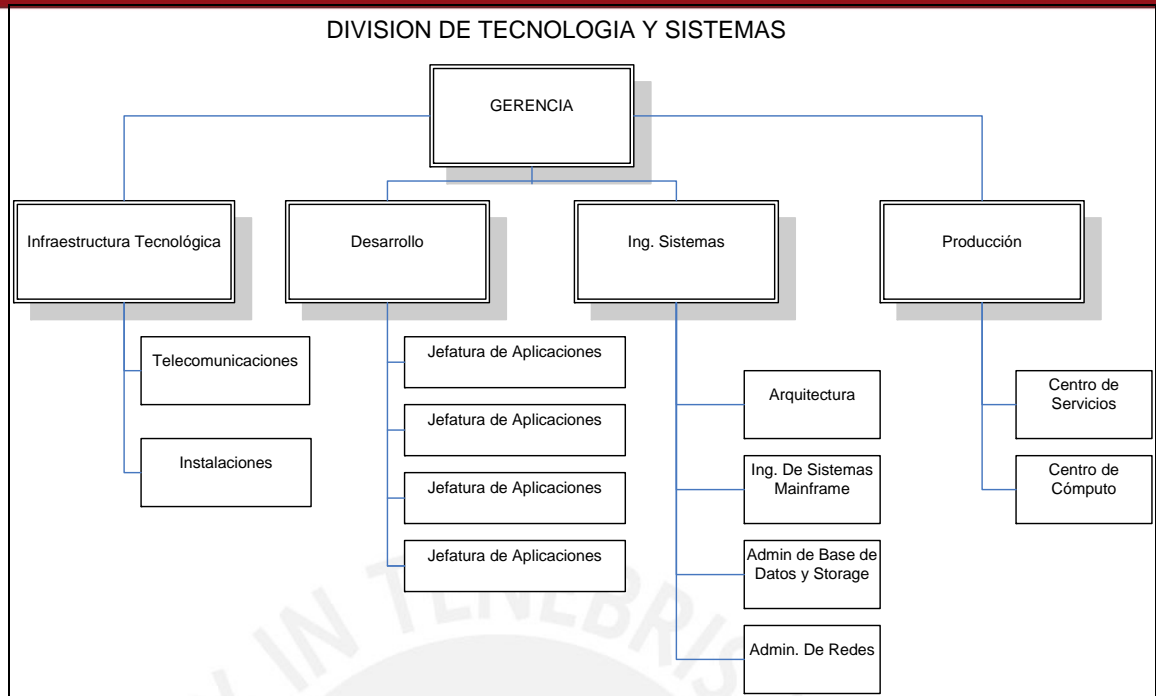 DIVISION DE TECNOLOGIA Y SISTEMAS
GERENCIA
Infraestructura Tecnológica
Desarrollo
Ing. Sistemas
Producción
Telecomunicaciones
Instalaciones
Jefatura de Aplicaciones
Jefatura de Aplicaciones
Jefatura de Aplicaciones
Jefatura de Aplicaciones
Arquitectura
Ing. De Sistemas
Mainframe
Admin de Base de
Datos y Storage
Admin. De Redes
Centro de
Servicios
Centro de
Cómputo
IN TENEBRIS